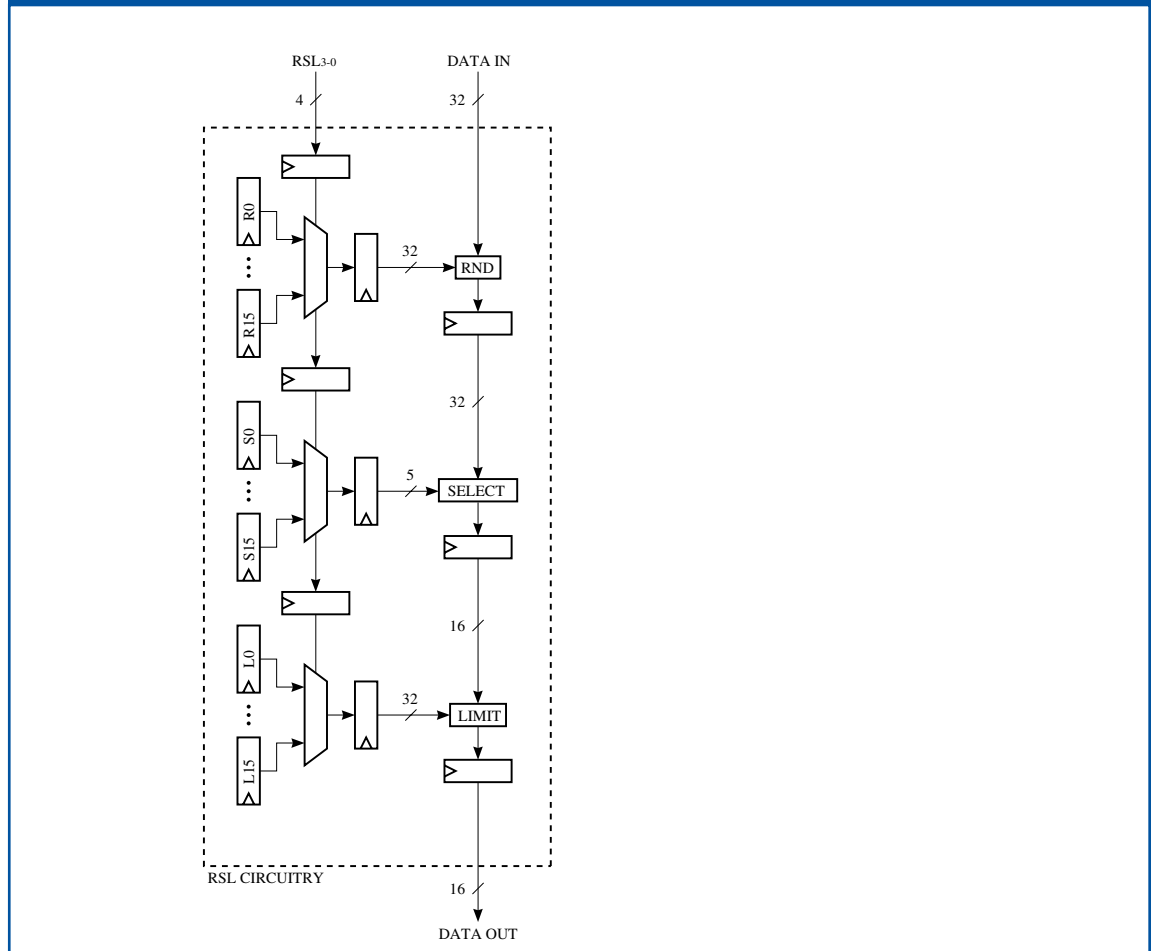 RSL3-0 DATA IN
4 32
R0
32
RND
R15
32
S0
5
SELECT
S15
16
L0
32
LIMIT
L15
RSL CIRCUITRY
16
DATA OUT